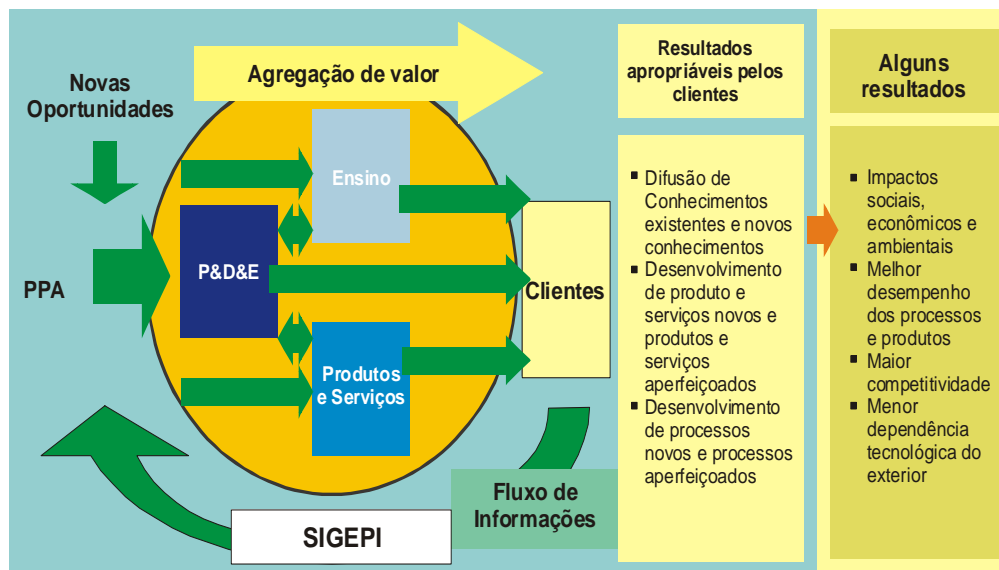 Novas
Oportunidades
PPA
Agregação de valor
Ensino
P&D&E
Produtos
e Serviços
Clientes
SIGEPI
Fluxo de
Informações
Resultados
apropriáveis pelos
clientes
▪ Difusão de
Conhecimentos
existentes e novos
conhecimentos
▪ Desenvolvimento
de produto e
serviços novos e
produtos e
serviços
aperfeiçoados
▪ Desenvolvimento
de processos
novos e processos
aperfeiçoados
Alguns
resultados
▪ Impactos
sociais,
econômicos e
ambientais
▪ Melhor
desempenho
dos processos
e produtos
▪ Maior
competitividade
▪ Menor
dependência
tecnológica do
exterior